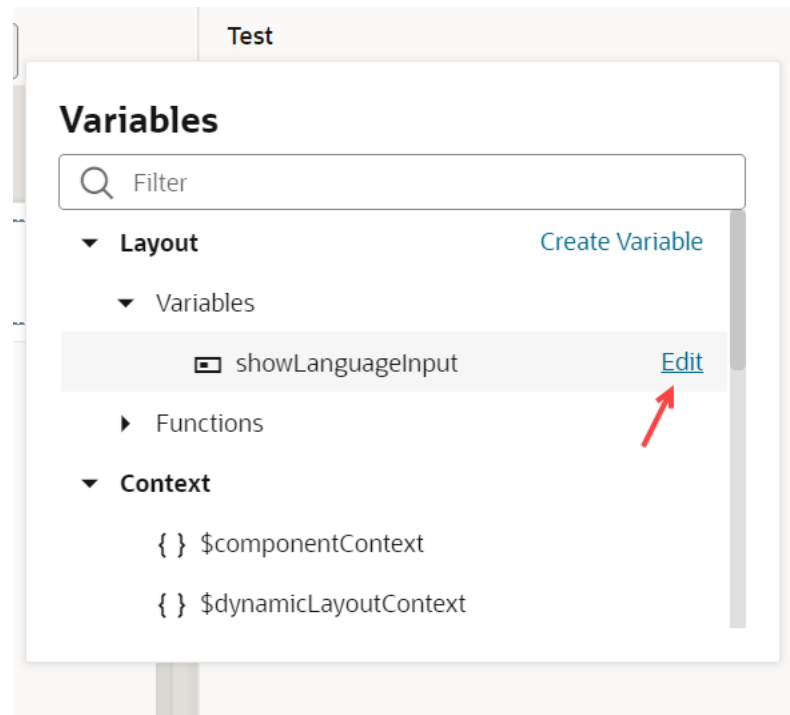 Test
Variables
Filter
Layout Create Variable
Variables
showLanguageInput Edit
Functions
Context
{ } $componentContext
{ } $dynamicLayoutContext